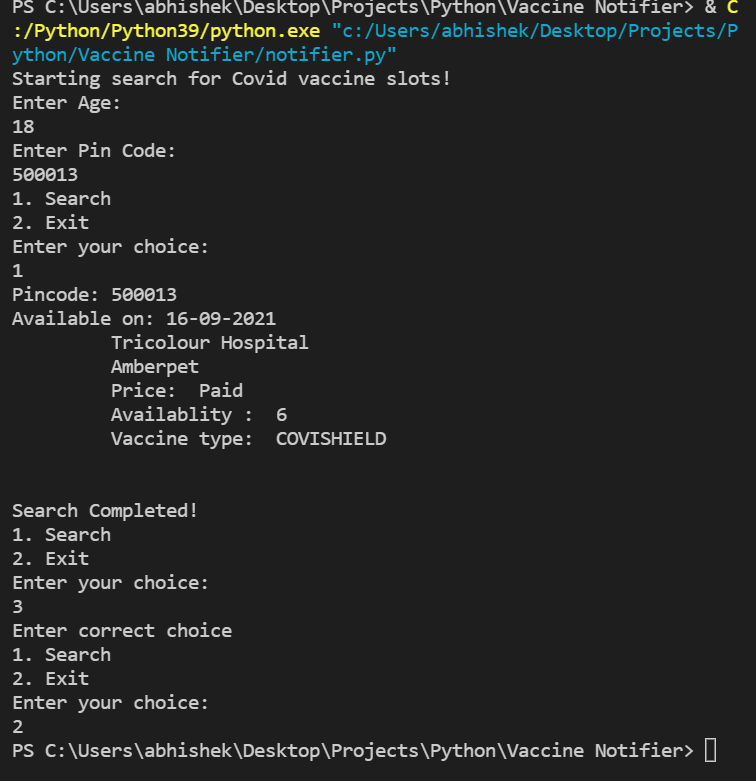 PS C:\Users\abhishek\Desktop\Projects\Python\Vaccine Notifier> & C
:/Python/Python39/python.exe "c:/Users/abhishek/Desktop/Projects/P
ython/Vaccine Notifier/notifier.py"
Starting search for Covid vaccine slots!
Enter Age:
18
Enter Pin Code:
500013
1. Search
2. Exit
Enter your choice:
1
Pincode: 500013
Available on: 16-09-2021
         Tricolour Hospital
         Amberpet
         Price:  Paid
         Availablity :  6
         Vaccine type:  COVISHIELD
Search Completed!
1. Search
2. Exit
Enter your choice:
3
Enter correct choice
1. Search
2. Exit
Enter your choice:
2
PS C:\Users\abhishek\Desktop\Projects\Python\Vaccine Notifier>